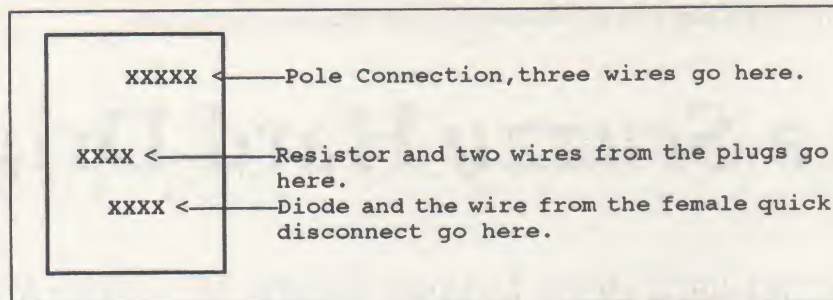 XXXXX <——Pole Connection,three wires go here.
XXXX <——Resistor and two wires from the plugs go
here.
XXXX <——Diode and the wire from the female quick
disconnect go here.